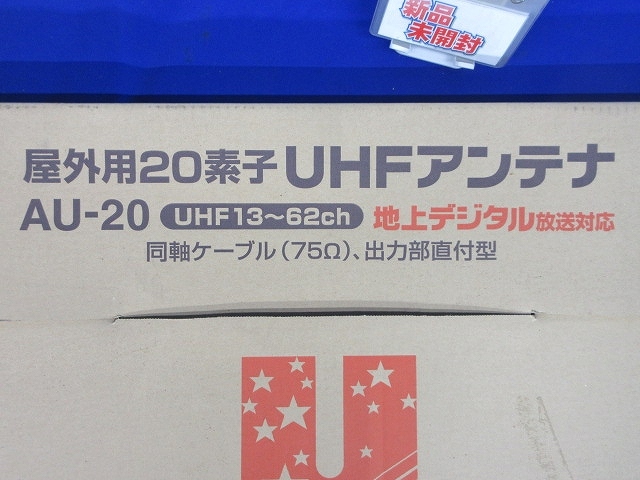 新品
未開封
屋外用20素子UHFアンテナ
AU-20 UHF13～62ch 地上デジタル放送対応
同軸ケーブル(75Ω)、出力部直付型
U